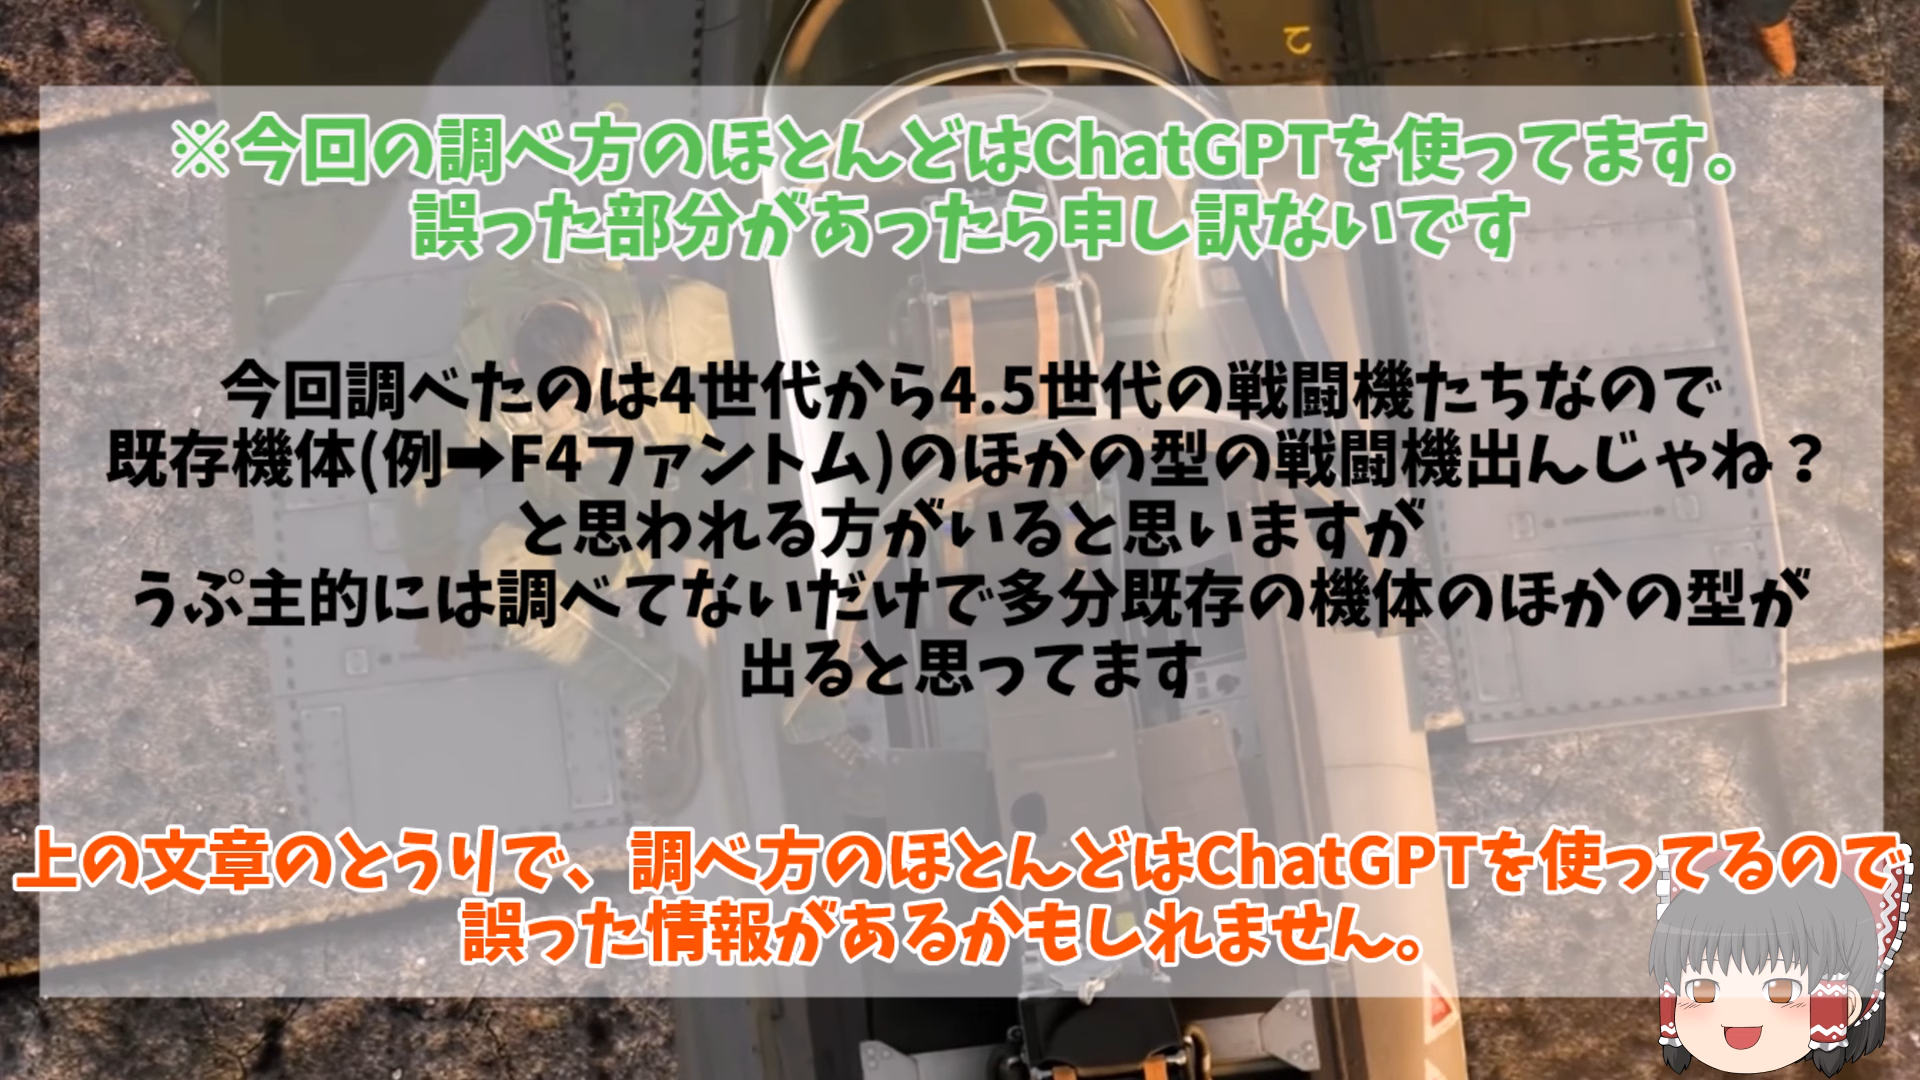 ※今回の調べ方のほとんどはChatGPTを使ってます。
誤った部分があったら申し訳ないです
今回調べたのは4世代から4.5世代の戦闘機たちなので
既存機体(例➡F4ファントム)のほかの型の戦闘機出んじゃね？
と思われる方がいると思いますが
うぷ主的には調べてないだけで多分既存の機体のほかの型が
出ると思ってます
上の文章のとうりで、調べ方のほとんどはChatGPTを使ってるので
誤った情報があるかもしれません。